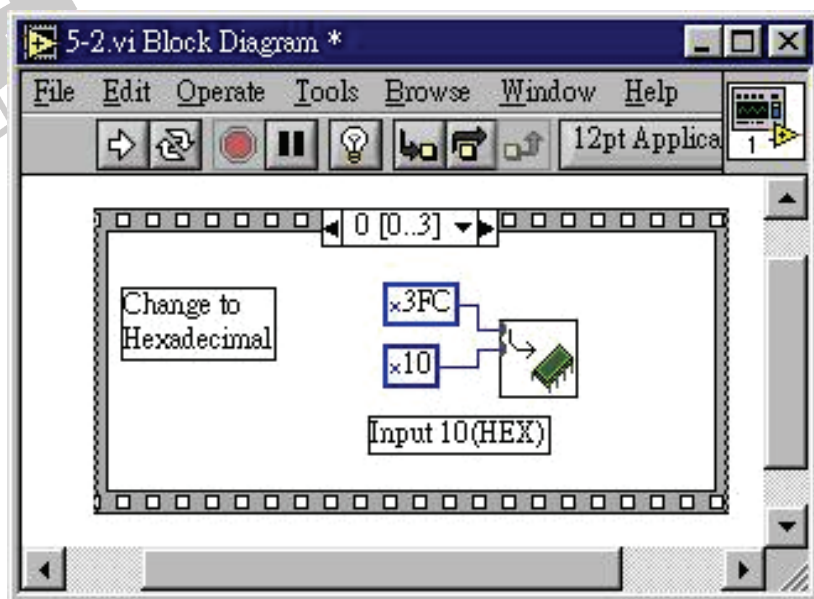 5-2.vi Block Diagram *
File Edit Operate Tools Browse Window Help
12pt Applica
1
0 [0..3]
Change to
Hexadecimal
x3FC
x10
Input 10(HEX)